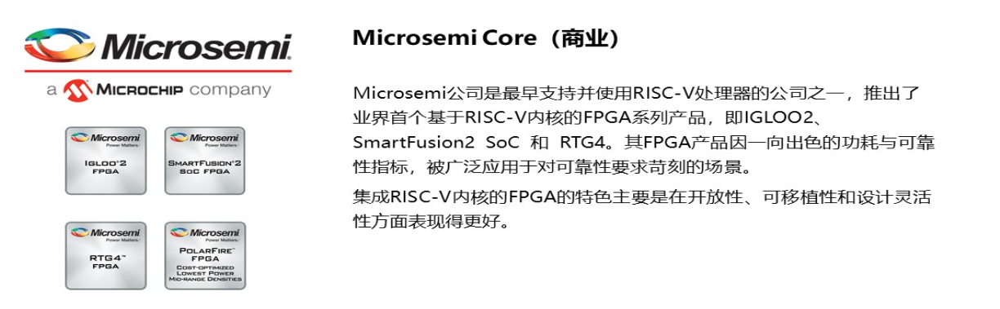 Microsemi
a MICROCHIP company
Microsemi
Power Matters.
IGLOO®2
FPGA
Microsemi
Power Matters.
SMARTFUSION®2
SOC FPGA
Microsemi
Power Matters.
RTG4™
FPGA
Microsemi
Power Matters.
POLARFIRE™
FPGA
COST-OPTIMIZED
LOWEST POWER
MID-RANGE DENSITIES
Microsemi Core（商业）
Microsemi公司是最早支持并使用RISC-V处理器的公司之一，推出了
业界首个基于RISC-V内核的FPGA系列产品，即IGLOO2、
SmartFusion2 SoC 和 RTG4。其FPGA产品因一向出色的功耗与可靠
性指标，被广泛应用于对可靠性要求苛刻的场景。
集成RISC-V内核的FPGA的特色主要是在开放性、可移植性和设计灵活
性方面表现得更好。